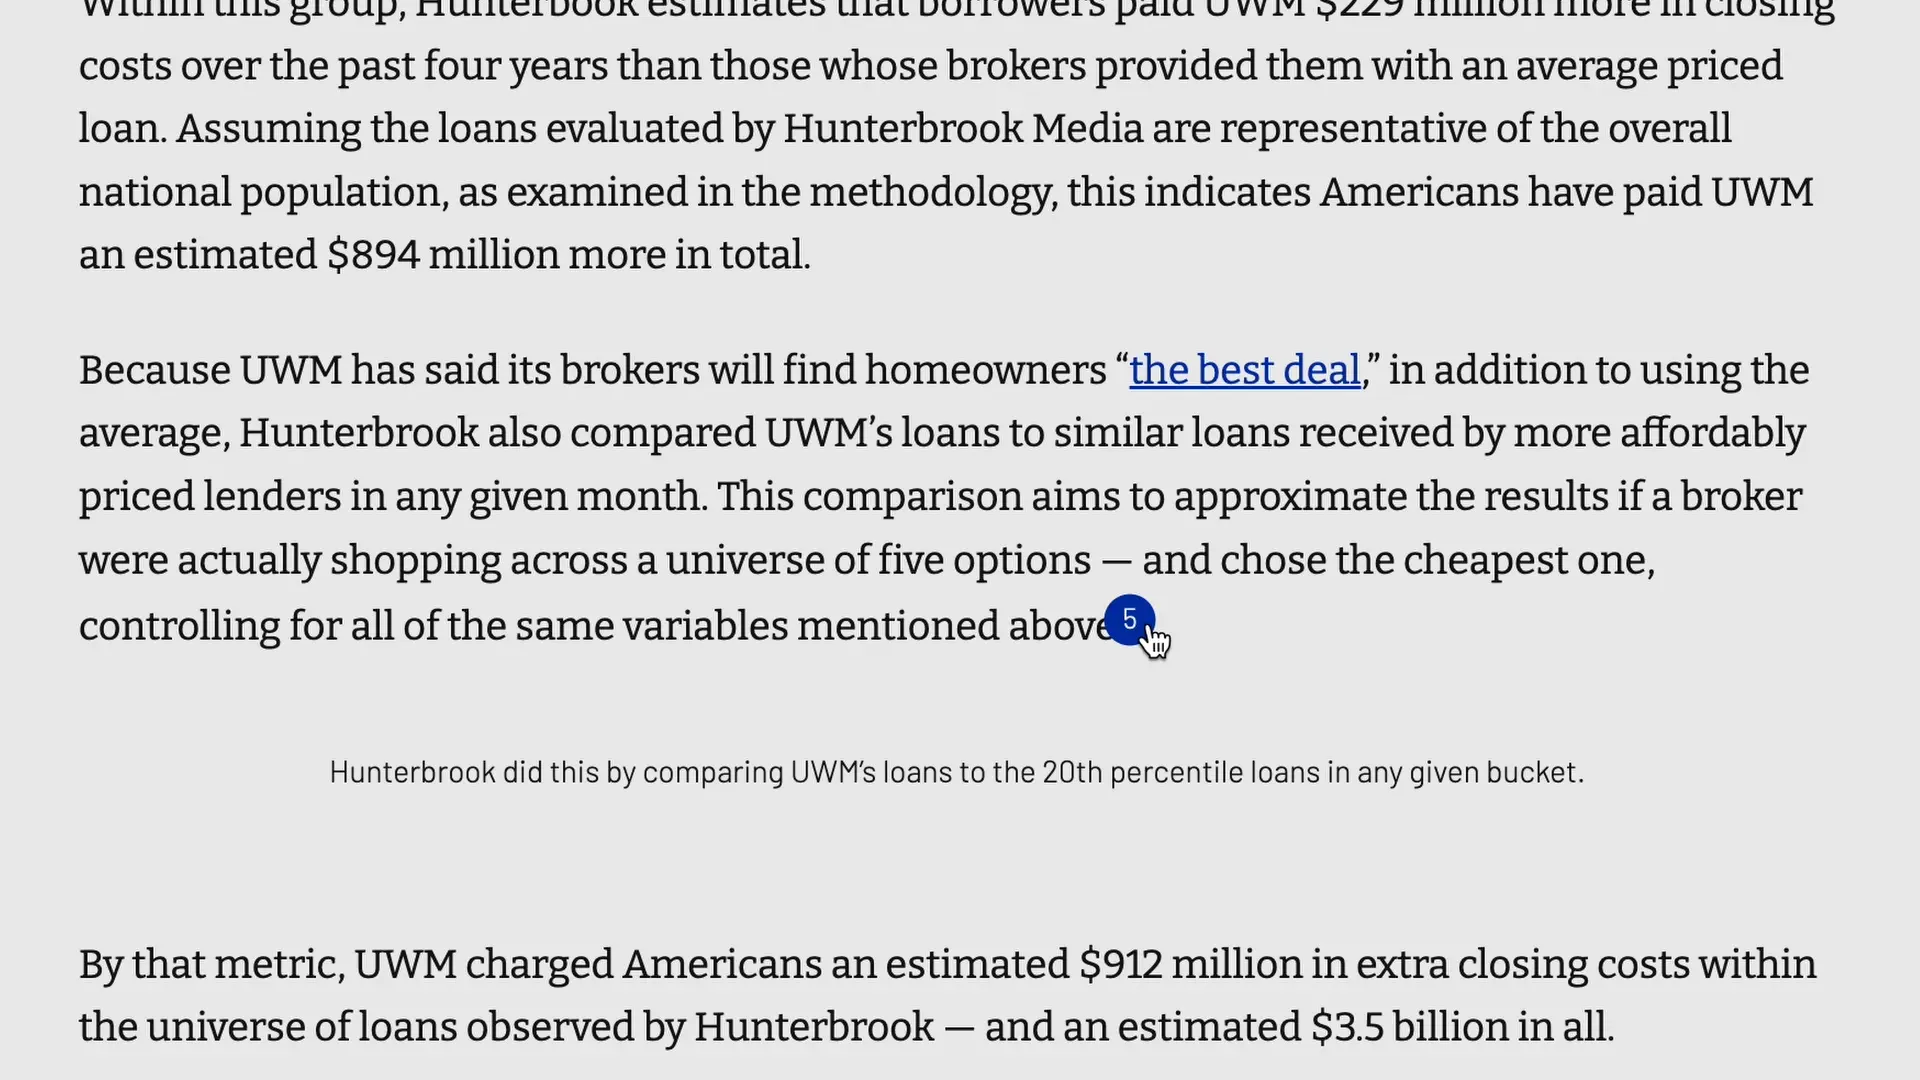 Within this group, Hunterbrook estimates that borrowers paid UWM $229 million more in closing
costs over the past four years than those whose brokers provided them with an average priced
loan. Assuming the loans evaluated by Hunterbrook Media are representative of the overall
national population, as examined in the methodology, this indicates Americans have paid UWM
an estimated $894 million more in total.
Because UWM has said its brokers will find homeowners “the best deal,” in addition to using the
average, Hunterbrook also compared UWM’s loans to similar loans received by more affordably
priced lenders in any given month. This comparison aims to approximate the results if a broker
were actually shopping across a universe of five options — and chose the cheapest one,
controlling for all of the same variables mentioned above 5
Hunterbrook did this by comparing UWM’s loans to the 20th percentile loans in any given bucket.
By that metric, UWM charged Americans an estimated $912 million in extra closing costs within
the universe of loans observed by Hunterbrook — and an estimated $3.5 billion in all.